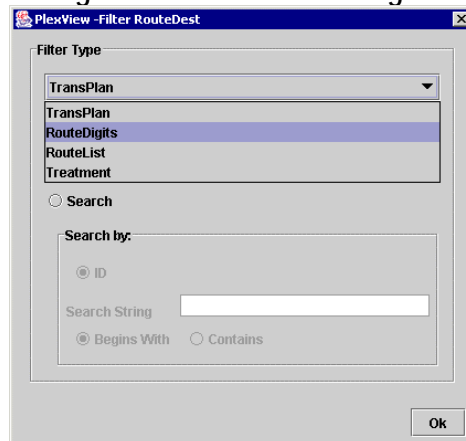 PlexView -Filter RouteDest
Filter Type
TransPlan
TransPlan
RouteDigits
RouteList
Treatment
Search
Search by:
ID
Search String
Begins With Contains
Ok